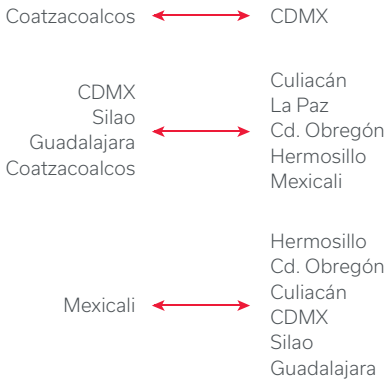 Coatzacoalcos
CDMX
CDMX
Silao
Guadalajara
Coatzacoalcos
Culiacán
La Paz
Cd. Obregón
Hermosillo
Mexicali
Mexicali
Hermosillo
Cd. Obregón
Culiacán
CDMX
Silao
Guadalajara